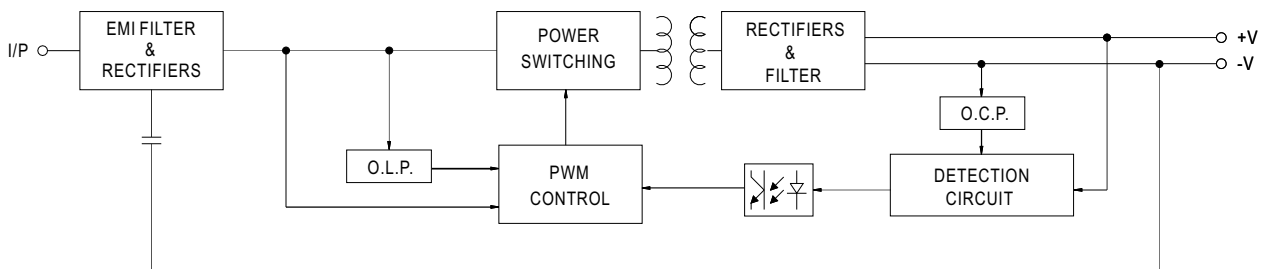 I/P
EMI FILTER
&
RECTIFIERS
POWER
SWITCHING
RECTIFIERS
&
FILTER
+V
-V
O.C.P.
O.L.P.
PWM
CONTROL
DETECTION
CIRCUIT